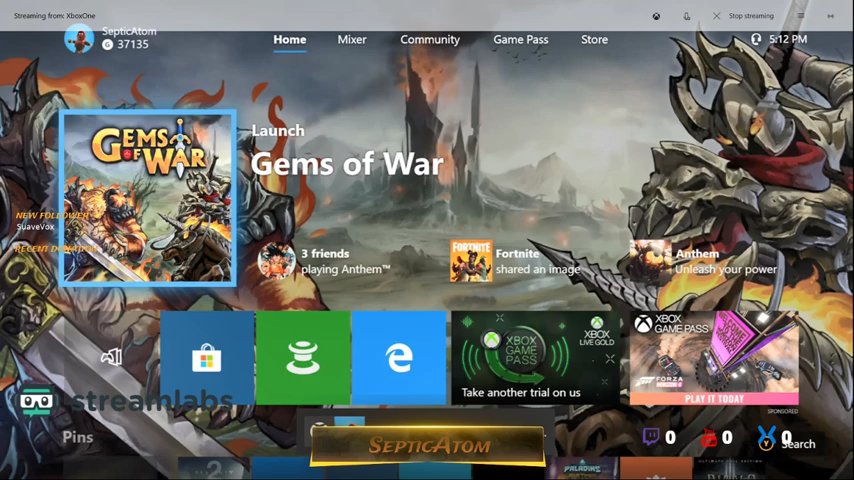 Streaming from: XboxOne
Stop streaming
SepticAtom
G 37135
Home
Mixer
Community
Game Pass
Store
5:12 PM
GEMS OF WAR
Launch
Gems of War
NEW FOLLOWER
SuaveVox
RECENT DONATION
3 friends
playing Anthem™
FORTNITE
Fortnite
shared an image
Anthem
Unleash your power
XBOX GAME PASS
XBOX LIVE GOLD
Take another trial on us
XBOX GAME PASS
FORZA
PLAY IT TODAY
SPONSORED
streamlabs
Pins
SEPTICATOM
0
0
0
Search
PALADINS